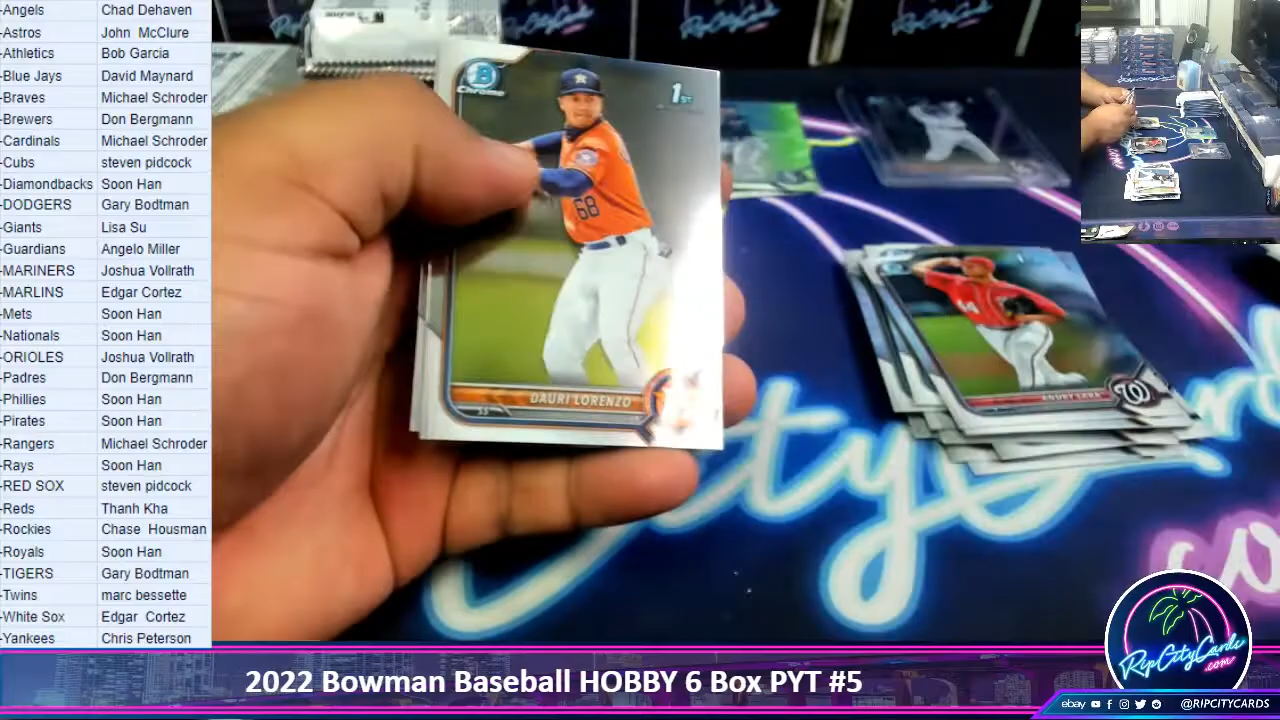 -Angels Chad Dehaven
-Astros John McClure
-Athletics Bob Garcia
-Blue Jays David Maynard
-Braves Michael Schroder
-Brewers Don Bergmann
-Cardinals Michael Schroder
-Cubs steven pidcock
-Diamondbacks Soon Han
-DODGERS Gary Bodtman
-Giants Lisa Su
-Guardians Angelo Miller
-MARINERS Joshua Vollrath
-MARLINS Edgar Cortez
-Mets Soon Han
-Nationals Soon Han
-ORIOLES Joshua Vollrath
-Padres Don Bergmann
-Phillies Soon Han
-Pirates Soon Han
-Rangers Michael Schroder
-Rays Soon Han
-RED SOX steven pidcock
-Reds Thanh Kha
-Rockies Chase Housman
-Royals Soon Han
-TIGERS Gary Bodtman
-Twins marc bessette
-White Sox Edgar Cortez
-Yankees Chris Peterson
B
Chrome
1ST
68
DAURI LORENZO
SS
44
ANDRY LARA
W
City
RipCityCards
.com
2022 Bowman Baseball HOBBY 6 Box PYT #5
ebay @RIPCITYCARDS